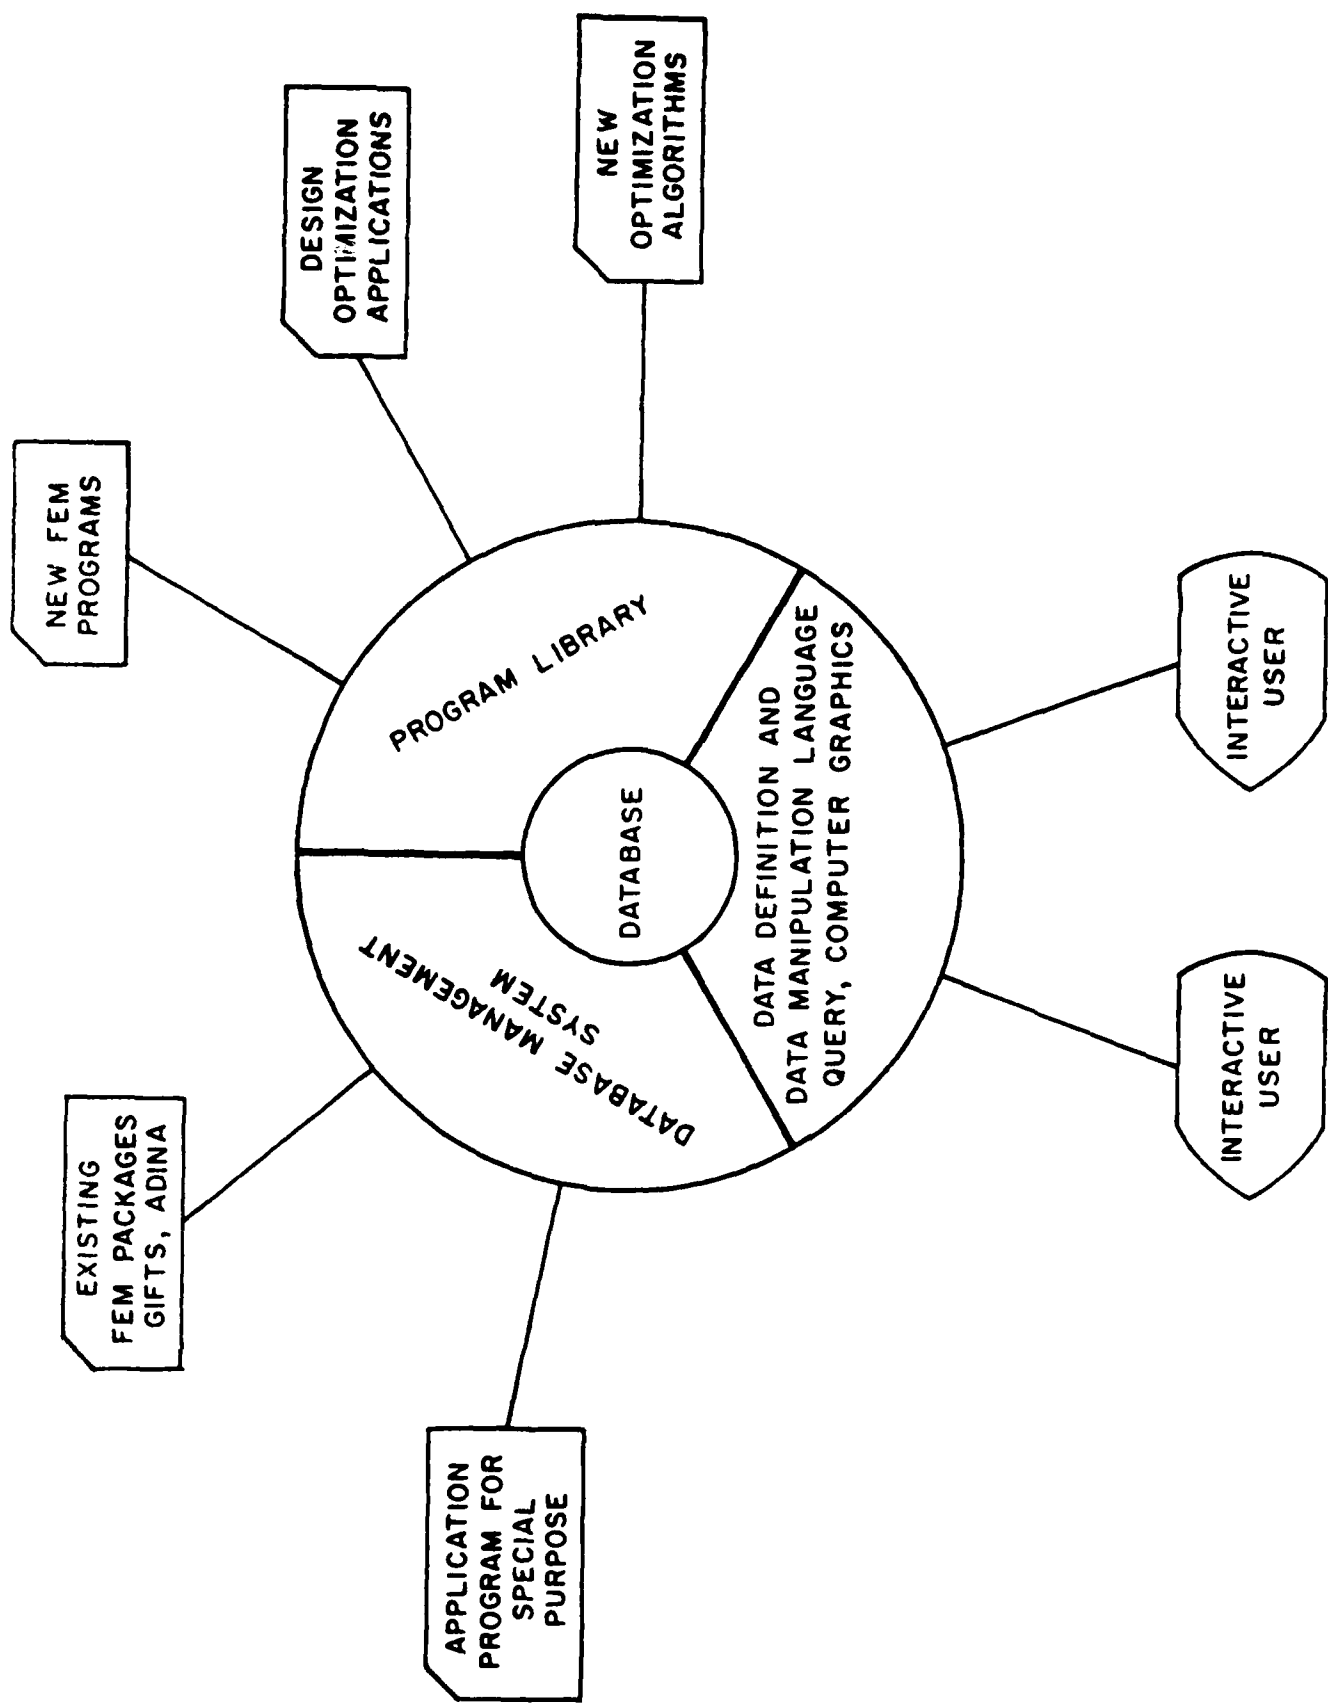 APPLICATION
PROGRAM FOR
SPECIAL
PURPOSE
EXISTING
FEM PACKAGES
GIFTS, ADINA
NEW FEM
PROGRAMS
DESIGN
OPTIMIZATION
APPLICATIONS
NEW
OPTIMIZATION
ALGORITHMS
DATABASE MANAGEMENT
SYSTEM
PROGRAM LIBRARY
DATABASE
DATA DEFINITION AND
DATA MANIPULATION LANGUAGE
QUERY, COMPUTER GRAPHICS
INTERACTIVE
USER
INTERACTIVE
USER